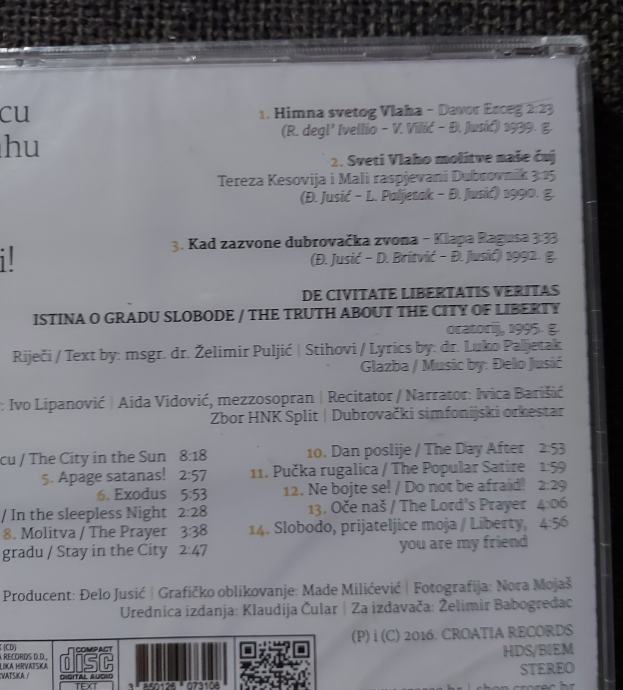 cu
ahu
i!
1. Himna svetog Vlaha – Davor Erceg 2:23
(R. degl' Ivellio – V. Vilić – Đ. Jusić) 1939. g.
2. Sveti Vlaho molitve naše čuj
Tereza Kesovija i Mali raspjevani Dubrovnik 3:15
(Đ. Jusić – L. Paljetak – Đ. Jusić) 1990. g.
3. Kad zazvone dubrovačka zvona – Klapa Ragusa 3:33
(Đ. Jusić – D. Britvić – Đ. Jusić) 1992. g.
DE CIVITATE LIBERTATIS VERITAS
ISTINA O GRADU SLOBODE / THE TRUTH ABOUT THE CITY OF LIBERTY
oratorij, 1995. g.
Riječi / Text by: msgr. dr. Želimir Puljić | Stihovi / Lyrics by: dr. Luko Paljetak
Glazba / Music by: Đelo Jusić
: Ivo Lipanović | Aida Vidović, mezzosopran | Recitator / Narrator: Ivica Barišić
Zbor HNK Split | Dubrovački simfonijski orkestar
cu / The City in the Sun 8:18
5. Apage satanas! 2:57
6. Exodus 5:53
/ In the sleepless Night 2:28
8. Molitva / The Prayer 3:38
gradu / Stay in the City 2:47
10. Dan poslije / The Day After 2:53
11. Pučka rugalica / The Popular Satire 1:59
12. Ne bojte se! / Do not be afraid! 2:29
13. Oče naš / The Lord's Prayer 4:06
14. Slobodo, prijateljice moja / Liberty, 4:56
you are my friend
Producent: Đelo Jusić | Grafičko oblikovanje: Made Milićević | Fotografija: Nora Mojaš
Urednica izdanja: Klaudija Čular | Za izdavača: Želimir Babogredac
(P) i (C) 2016. CROATIA RECORDS
HDS/BIEM
STEREO
(CD)
RECORDS D.D.,
LIKA HRVATSKA
VATSKA /
COMPACT
disc
DIGITAL AUDIO
TEXT
3 850126 073108